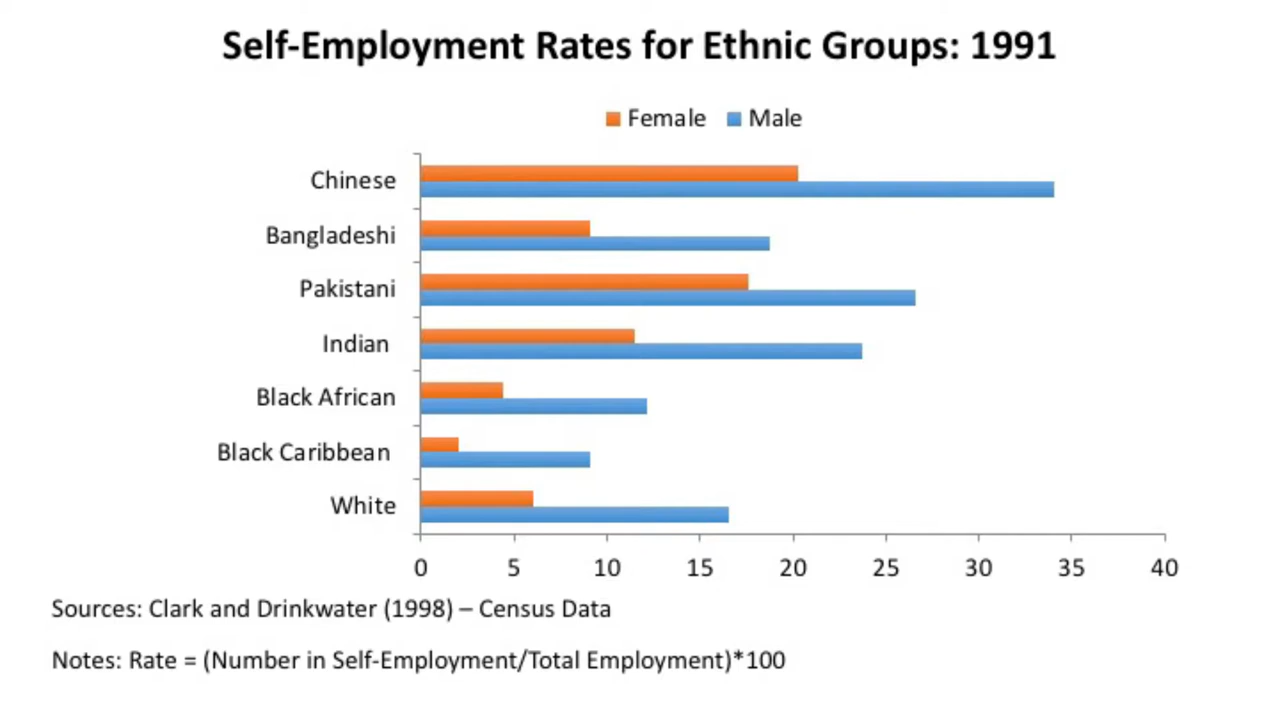 Self-Employment Rates for Ethnic Groups: 1991
Female Male
Chinese
Bangladeshi
Pakistani
Indian
Black African
Black Caribbean
White
0 5 10 15 20 25 30 35 40
Sources: Clark and Drinkwater (1998) – Census Data
Notes: Rate = (Number in Self-Employment/Total Employment)*100